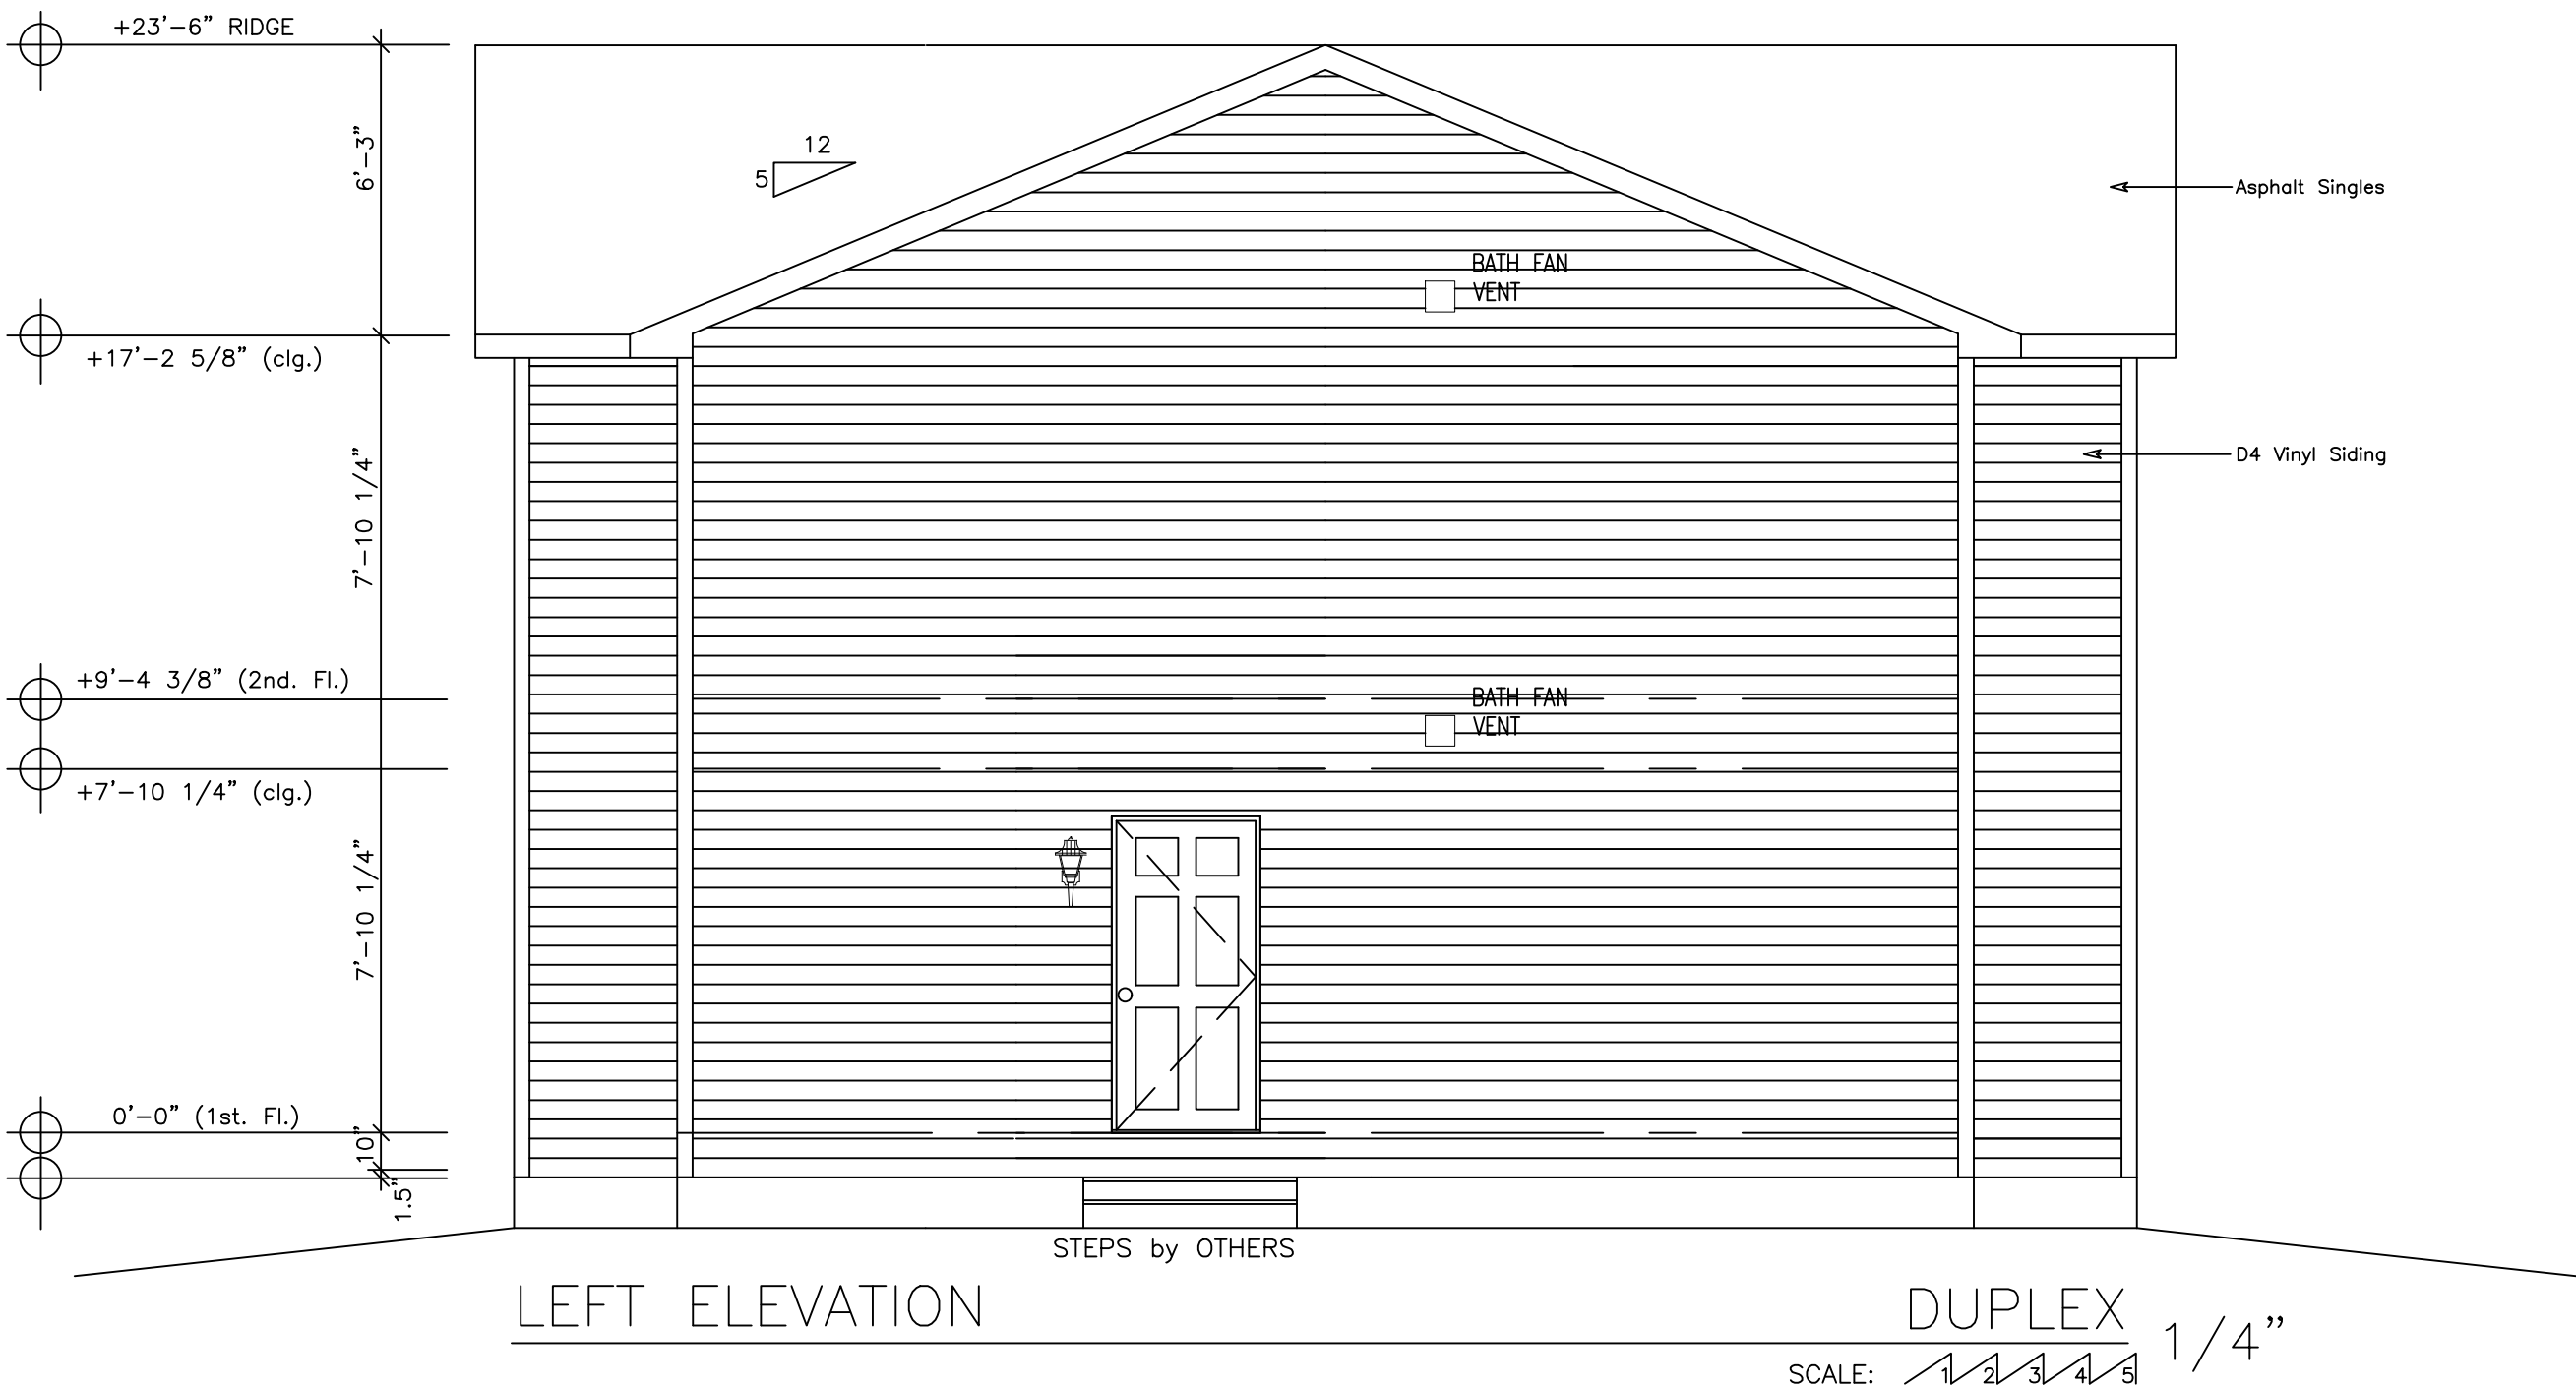 +23'-6" RIDGE
6'-3"
12
5
Asphalt Singles
BATH FAN
VENT
+17'-2 5/8" (clg.)
7'-10 1/4"
D4 Vinyl Siding
+9'-4 3/8" (2nd. Fl.)
BATH FAN
VENT
+7'-10 1/4" (clg.)
7'-10 1/4"
0'-0" (1st. Fl.)
10"
1.5"
STEPS by OTHERS
LEFT ELEVATION
DUPLEX
1/4"
SCALE: 1 2 3 4 5